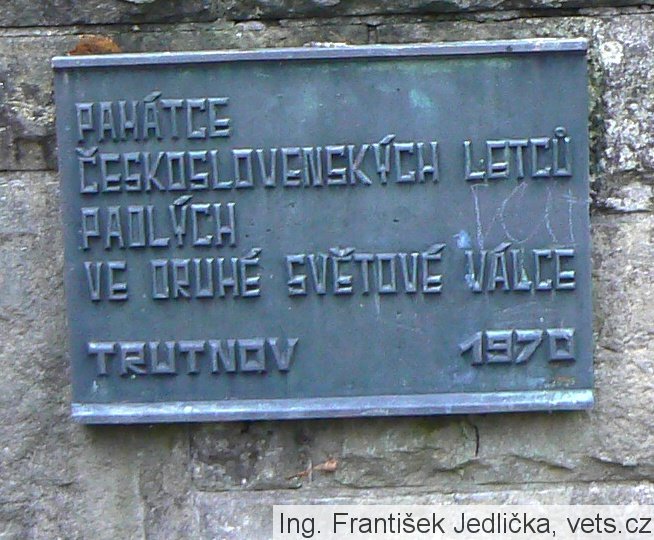 PAMÁTCE
ČESKOSLOVENSKÝCH LETCŮ
PADLÝCH
VE DRUHÉ SVĚTOVÉ VÁLCE
TRUTNOV 1970
Ing. František Jedlička, vets.cz